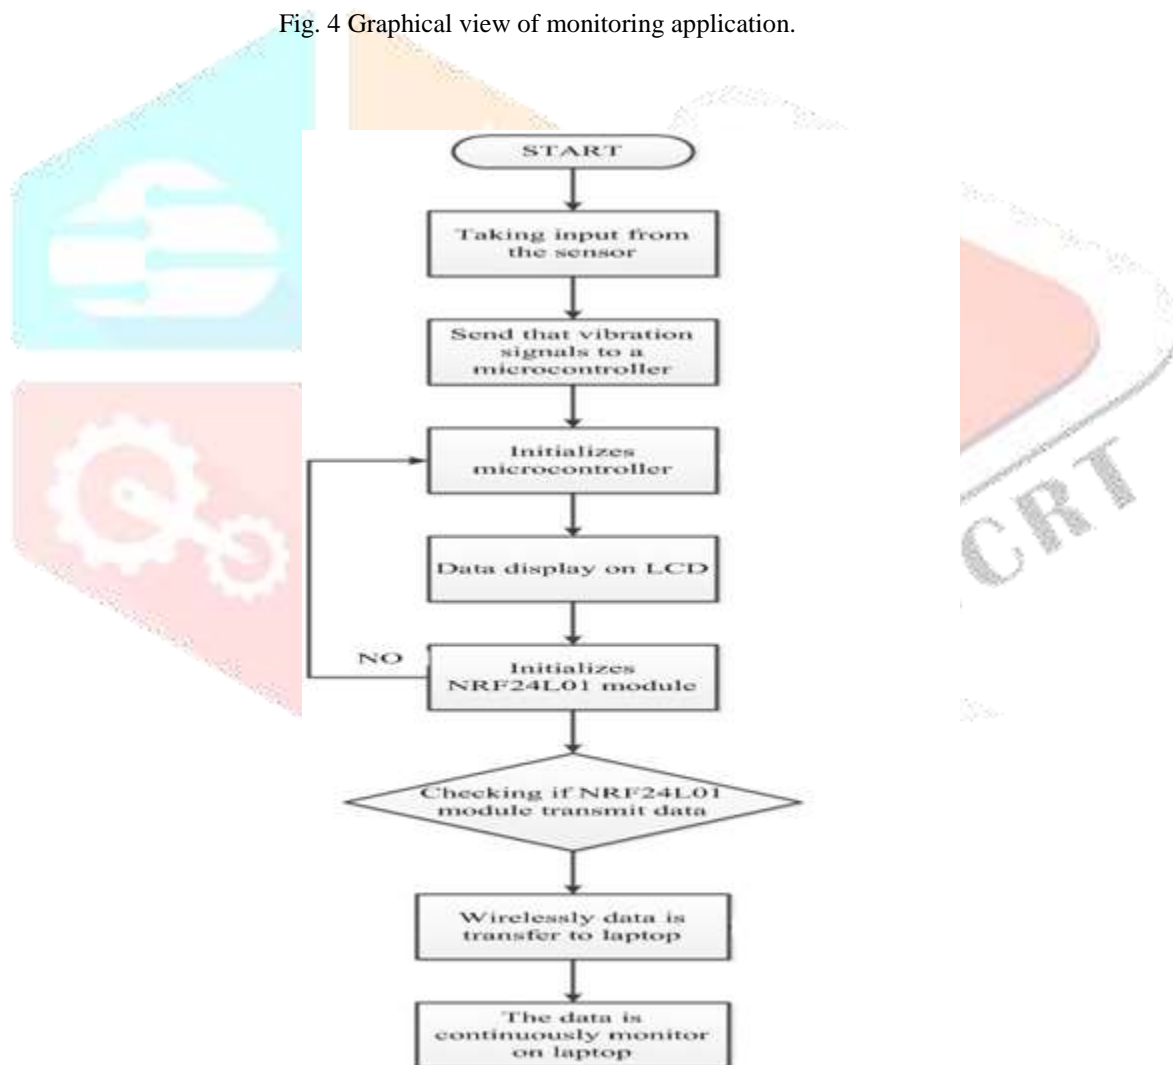 Fig. 4 Graphical view of monitoring application.
START
Taking input from
the sensor
Send that vibration
signals to a
microcontroller
Initializes
microcontroller
Data display on LCD
NO
Initializes
NRF24L01 module
Checking if NRF24L01
module transmit data
Wirelessly data is
transfer to laptop
The data is
continuously monitor
on laptop
CRT